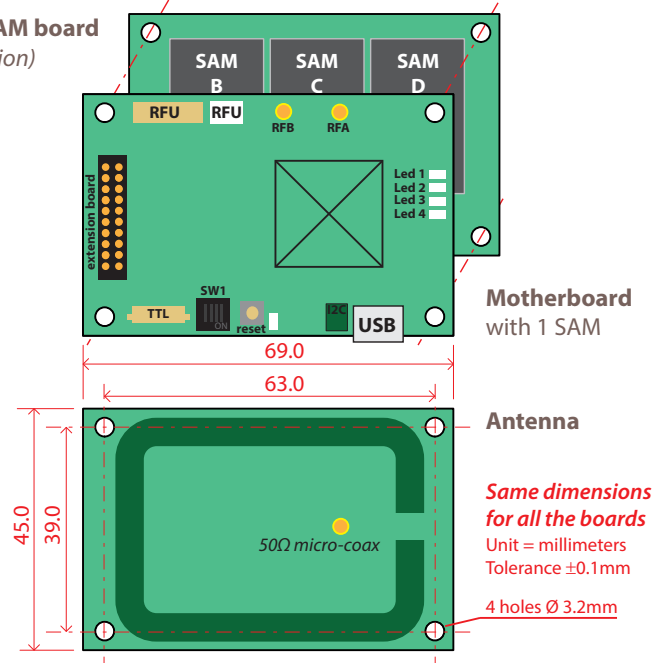 AM board
ion)
SAM
B
SAM
C
SAM
D
RFU
RFU
RFB
RFA
Led 1
Led 2
Led 3
Led 4
extension board
SW1
TTL
ON
reset
I2C
USB
Motherboard
with 1 SAM
69.0
63.0
Antenna
45.0
39.0
50Ω micro-coax
Same dimensions
for all the boards
Unit = millimeters
Tolerance ±0.1mm
4 holes Ø 3.2mm